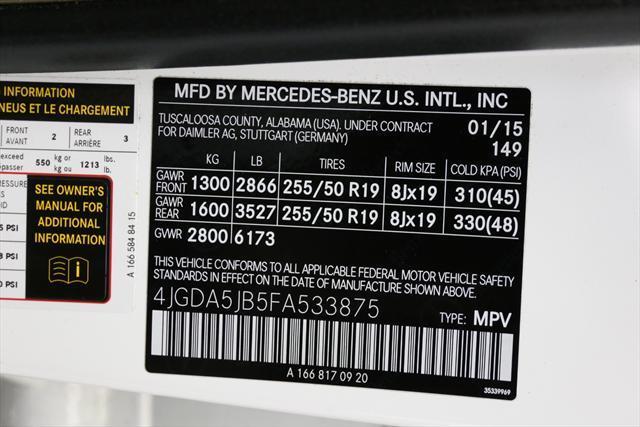 INFORMATION
NEUS ET LE CHARGEMENT
FRONT AVANT 2 REAR ARRIÈRE 3
exceed 550 kg or 1213 lbs.
kg ou lb.
SEE OWNER'S
MANUAL FOR
ADDITIONAL
INFORMATION
PSI
PSI
PSI
A 166 584 84 15
MFD BY MERCEDES-BENZ U.S. INTL., INC
TUSCALOOSA COUNTY, ALABAMA (USA). UNDER CONTRACT 01/15
FOR DAIMLER AG, STUTTGART (GERMANY) 149
KG LB TIRES RIM SIZE COLD KPA (PSI)
GAWR FRONT 1300 2866 255/50 R19 8Jx19 310(45)
GAWR REAR 1600 3527 255/50 R19 8Jx19 330(48)
GVWR 2800 6173
THIS VEHICLE CONFORMS TO ALL APPLICABLE FEDERAL MOTOR VEHICLE SAFETY
STANDARDS IN EFFECT ON THE DATE OF MANUFACTURE SHOWN ABOVE.
4JGDA5JB5FA533875
TYPE: MPV
A 166 817 09 20
35339969